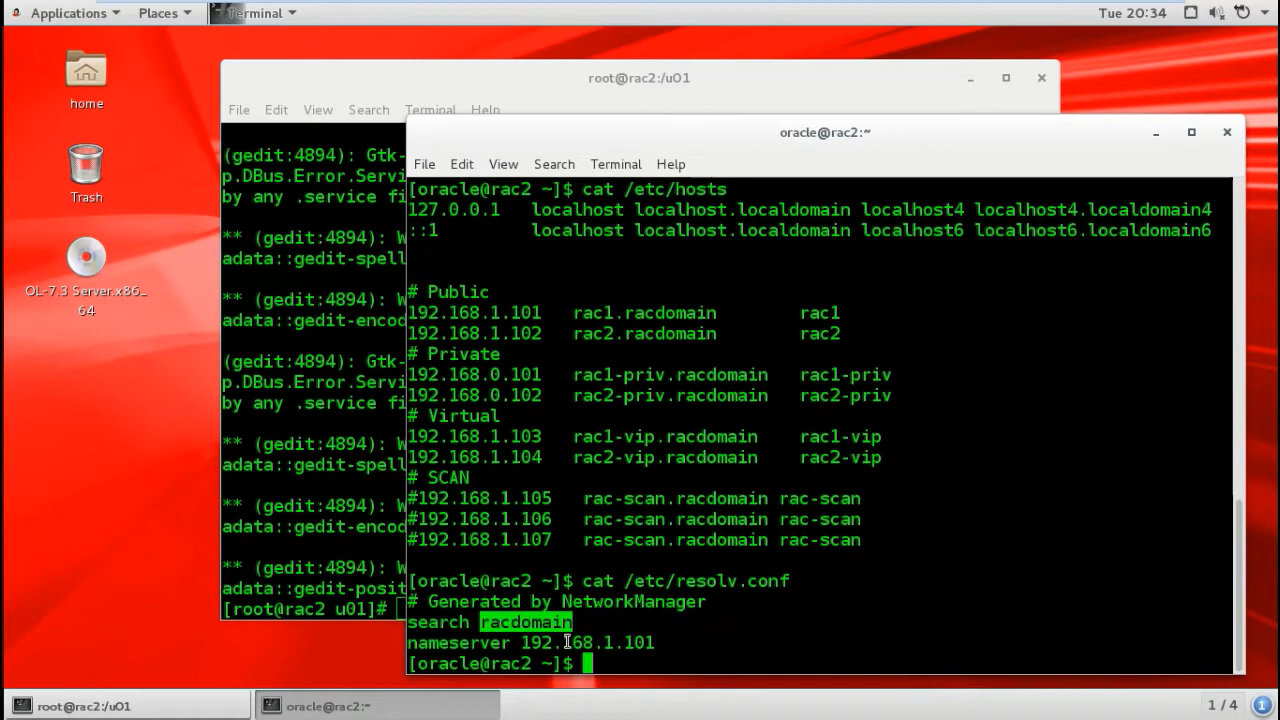 Applications Places Terminal Tue 20:34
home
Trash
OL-7.3 Server.x86_
64
root@rac2:/u01
File Edit View Search Terminal Help
(gedit:4894): Gtk-
p.DBus.Error.Servi
by any .service fi
** (gedit:4894): W
adata::gedit-spell
** (gedit:4894): W
adata::gedit-encod
(gedit:4894): Gtk-
p.DBus.Error.Servi
by any .service fi
** (gedit:4894): W
adata::gedit-spell
** (gedit:4894): W
adata::gedit-encod
** (gedit:4894): W
adata::gedit-posit
[root@rac2 u01]#
oracle@rac2:~
File Edit View Search Terminal Help
[oracle@rac2 ~]$ cat /etc/hosts
127.0.0.1 localhost localhost.localdomain localhost4 localhost4.localdomain4
::1 localhost localhost.localdomain localhost6 localhost6.localdomain6
# Public
192.168.1.101 rac1.racdomain rac1
192.168.1.102 rac2.racdomain rac2
# Private
192.168.0.101 rac1-priv.racdomain rac1-priv
192.168.0.102 rac2-priv.racdomain rac2-priv
# Virtual
192.168.1.103 rac1-vip.racdomain rac1-vip
192.168.1.104 rac2-vip.racdomain rac2-vip
# SCAN
#192.168.1.105 rac-scan.racdomain rac-scan
#192.168.1.106 rac-scan.racdomain rac-scan
#192.168.1.107 rac-scan.racdomain rac-scan
[oracle@rac2 ~]$ cat /etc/resolv.conf
# Generated by NetworkManager
search racdomain
nameserver 192.168.1.101
[oracle@rac2 ~]$
root@rac2:/u01 oracle@rac2:~ 1 / 4 1